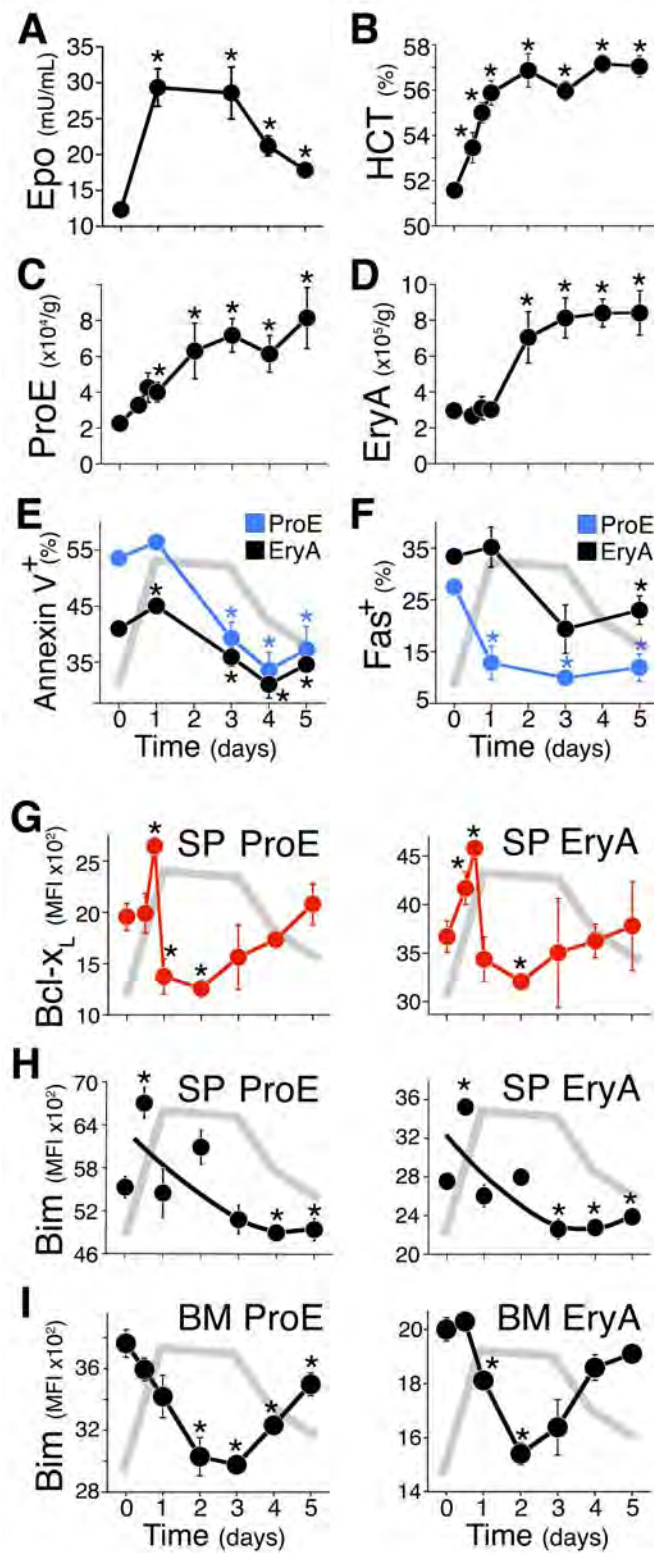 A
Epo (mU/mL)
35
30
25
20
15
10
* * * *
B
HCT (%)
58
56
54
52
50
* * * * * * *
C
ProE (x10⁴/g)
8
6
4
2
0
* * * * *
D
EryA (x10⁵/g)
10
8
6
4
2
0
* * * *
E
Annexin V⁺ (%)
55
45
35
ProE
EryA
* * * * * * *
0 1 2 3 4 5
Time (days)
F
Fas⁺ (%)
35
25
15
5
ProE
EryA
* * * *
0 1 2 3 4 5
Time (days)
G
Bcl-X_L (MFI x10²)
SP ProE
25
20
15
10
* * *
SP EryA
45
40
35
30
* * *
H
Bim (MFI x10²)
SP ProE
70
64
58
52
46
* * *
SP EryA
36
32
28
24
20
* * * *
I
Bim (MFI x10²)
BM ProE
36
32
30
28
* * * *
0 1 2 3 4 5
Time (days)
BM EryA
20
18
16
14
* *
0 1 2 3 4 5
Time (days)